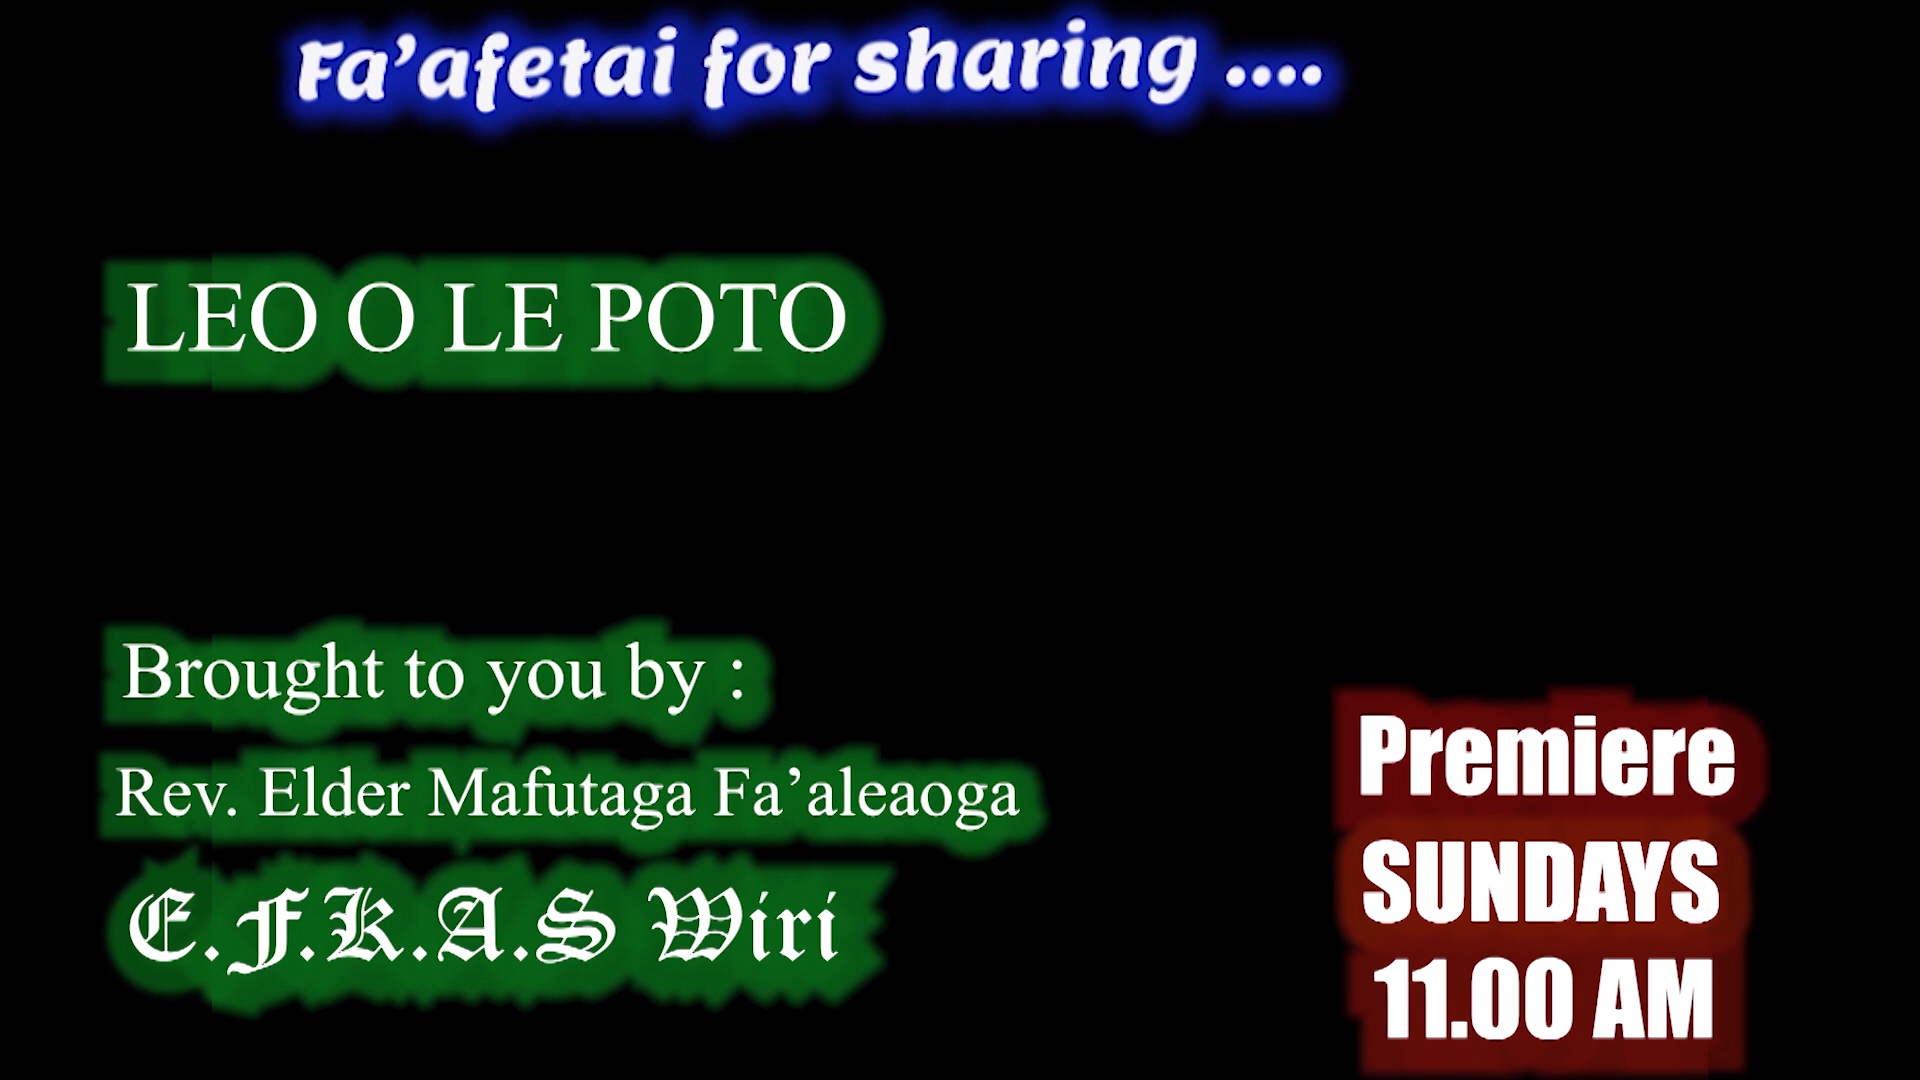 Fa’afetai for sharing ....
LEO O LE POTO
Brought to you by :
Rev. Elder Mafutaga Fa’aleaoga
E.F.K.A.S Wiri
Premiere
SUNDAYS
11.00 AM